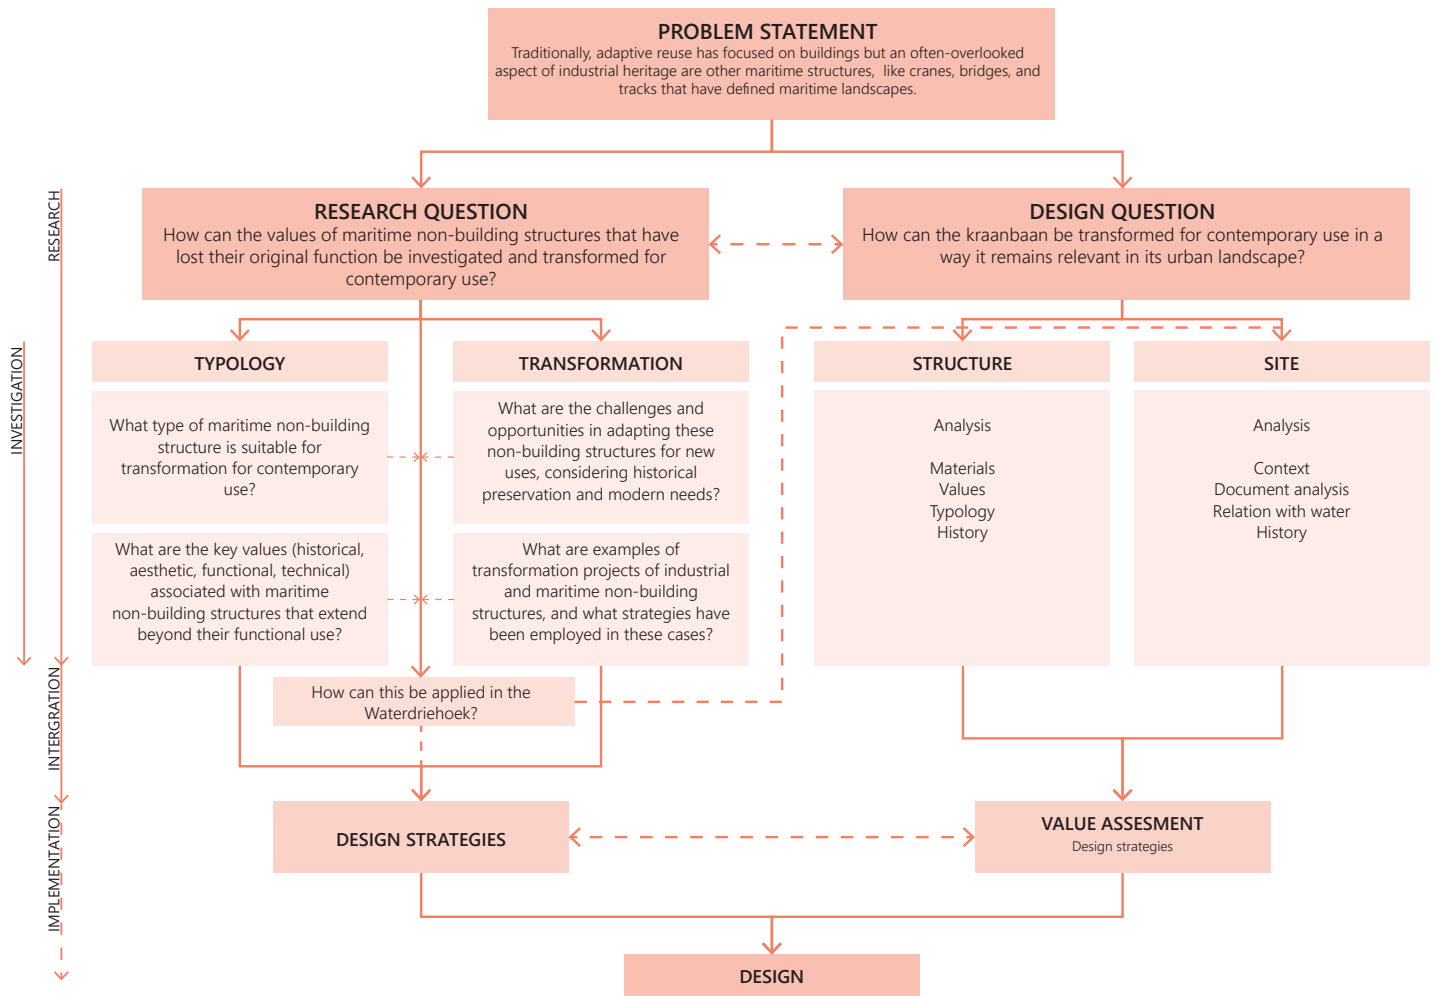 PROBLEM STATEMENT
Traditionally, adaptive reuse has focused on buildings but an often-overlooked
aspect of industrial heritage are other maritime structures, like cranes, bridges, and
tracks that have defined maritime landscapes.
RESEARCH
RESEARCH QUESTION
How can the values of maritime non-building structures that have
lost their original function be investigated and transformed for
contemporary use?
DESIGN QUESTION
How can the kraanbaan be transformed for contemporary use in a
way it remains relevant in its urban landscape?
INVESTIGATION
TYPOLOGY
What type of maritime non-building
structure is suitable for
transformation for contemporary
use?
What are the key values (historical,
aesthetic, functional, technical)
associated with maritime
non-building structures that extend
beyond their functional use?
TRANSFORMATION
What are the challenges and
opportunities in adapting these
non-building structures for new
uses, considering historical
preservation and modern needs?
What are examples of
transformation projects of industrial
and maritime non-building
structures, and what strategies have
been employed in these cases?
STRUCTURE
Analysis
Materials
Values
Typology
History
SITE
Analysis
Context
Document analysis
Relation with water
History
INTERGRATION
How can this be applied in the
Waterdriehoek?
IMPLEMENTATION
DESIGN STRATEGIES
VALUE ASSESMENT
Design strategies
DESIGN